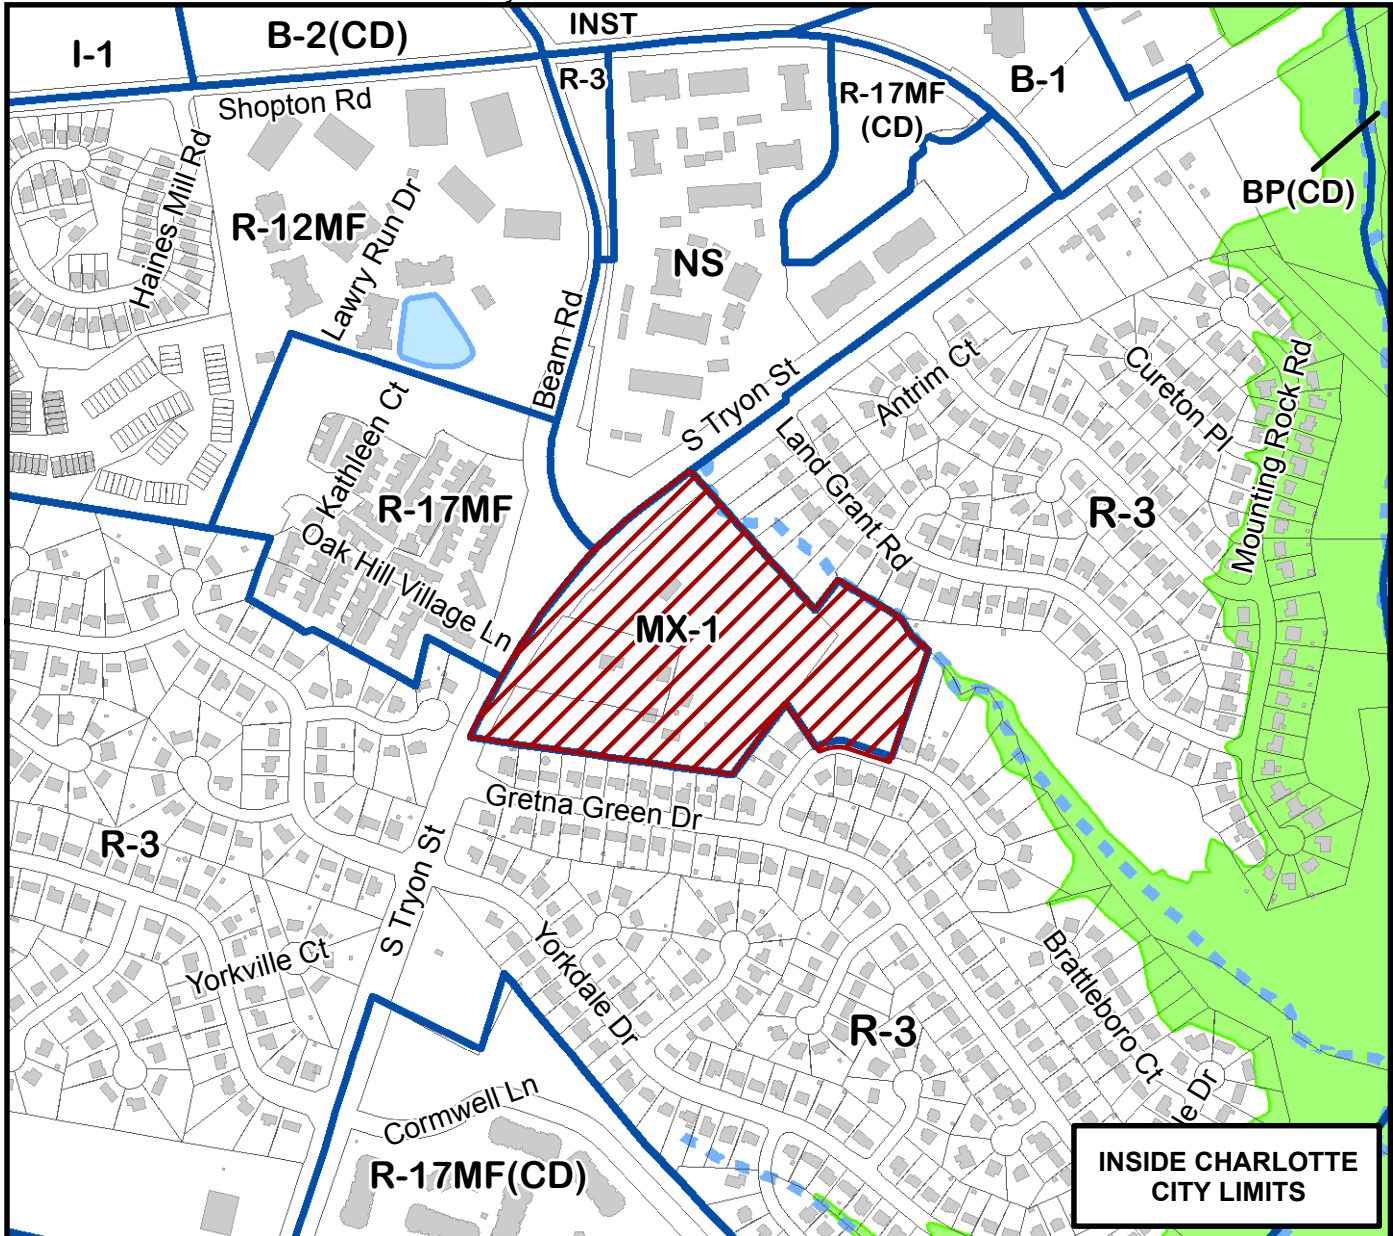 INST
B-2(CD)
I-1
R-3
B-1
R-17MF
(CD)
Shopton Rd
Haines Mill Rd
BP(CD)
R-12MF
Lawry Run Dr
NS
Beam Rd
S Tryon St
Antrim Ct
Cureton Pl
Mounting Rock Rd
Land Grant Rd
O Kathleen Ct
R-17MF
R-3
Oak Hill Village Ln
MX-1
Gretna Green Dr
R-3
S Tryon St
Yorkville Ct
Yorkdale Dr
Brattleboro Ct
R-3
le Dr
Cormwell Ln
R-17MF(CD)
INSIDE CHARLOTTE
CITY LIMITS